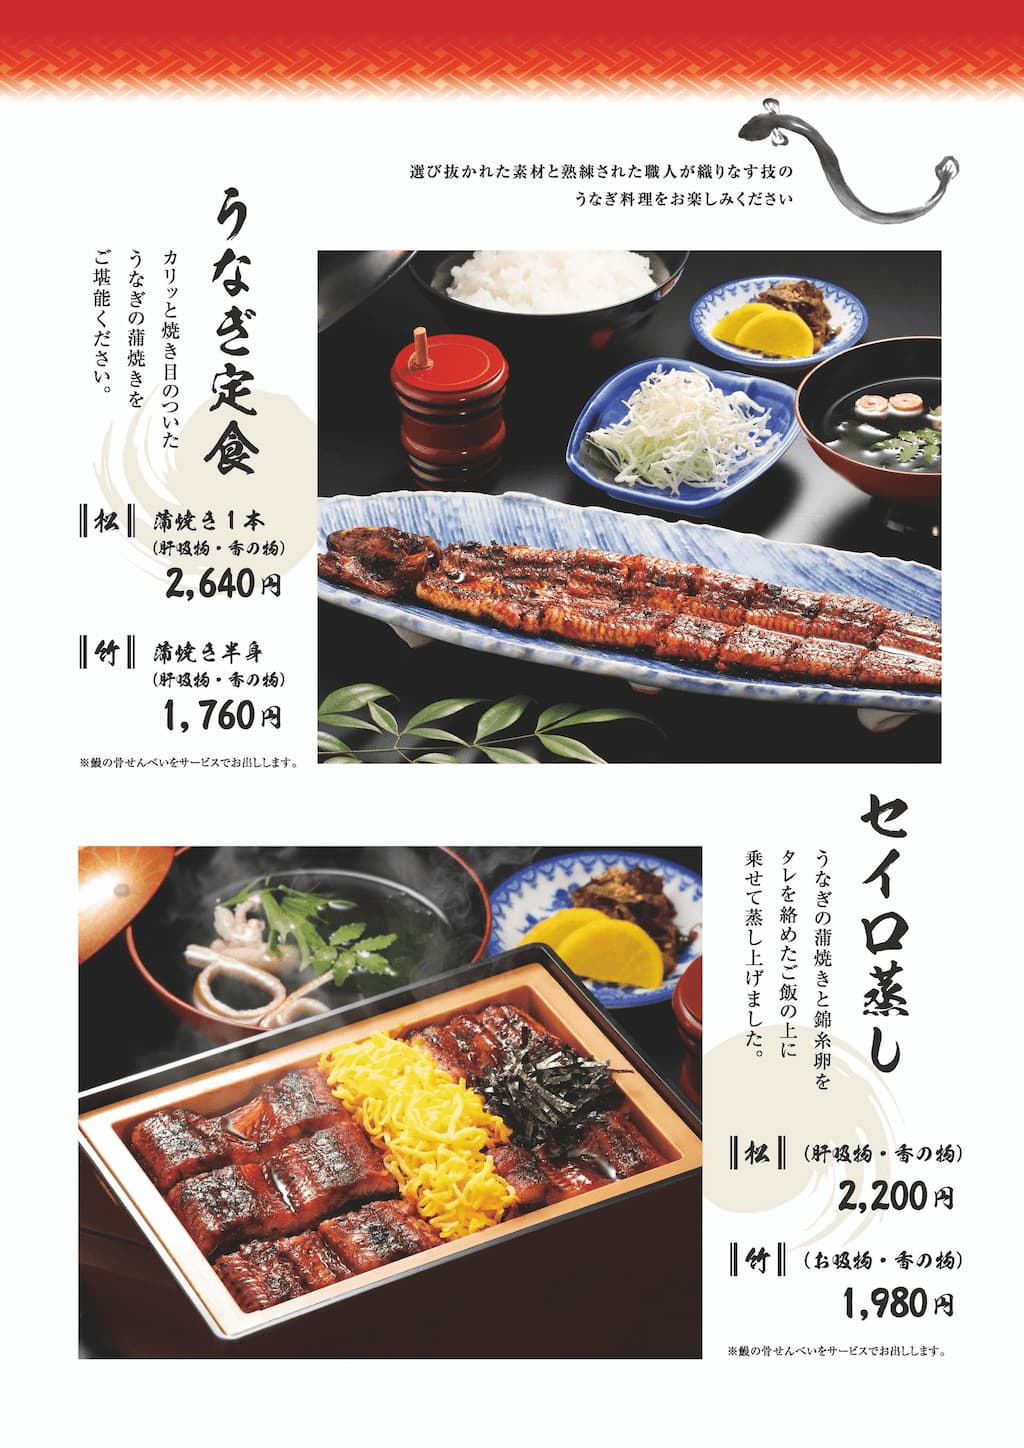 選び抜かれた素材と熟練された職人が織りなす技の
うなぎ料理をお楽しみください
うなぎ定食
カリッと焼き目のついた
うなぎの蒲焼きを
ご堪能ください。
松 蒲焼き1本
(肝吸物・香の物)
2,640円
竹 蒲焼き半身
(肝吸物・香の物)
1,760円
※鰻の骨せんべいをサービスでお出しします。
セイロ蒸し
うなぎの蒲焼きと錦糸卵を
タレを絡めたご飯の上に
乗せて蒸し上げました。
松 (肝吸物・香の物)
2,200円
竹 (お吸物・香の物)
1,980円
※鰻の骨せんべいをサービスでお出しします。